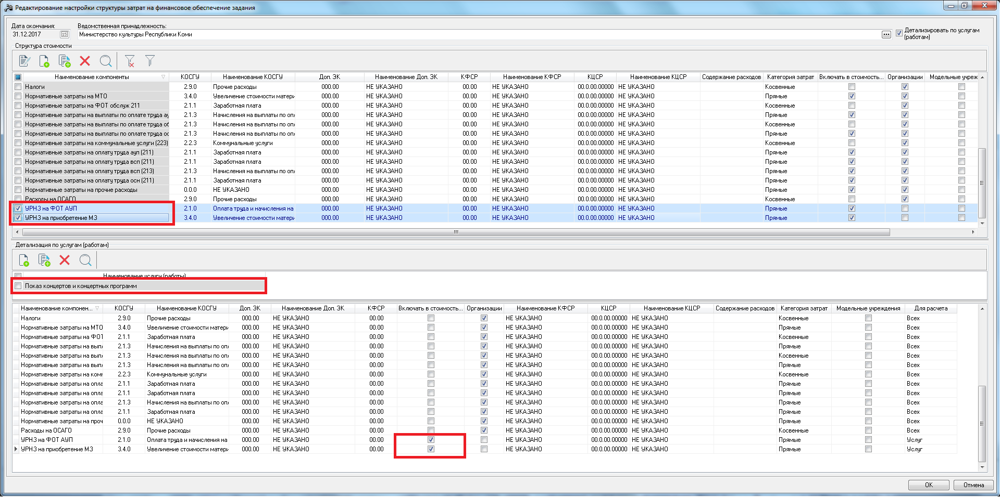 Редактирование настройки структуры затрат на финансовое обеспечение задания
Дата окончания: Ведомственная принадлежность:
31.12.2017 15 Министерство культуры Республики Коми ... Детализировать по услугам (работам)
Структура стоимости
Наименование компоненты КОСГУ Наименование КОСГУ Доп. ЭК Наименование Доп. ЭК КФСР Наименование КФСР КЦСР Наименование КЦСР Содержание расходов Категория затрат Включать в стоимость... Организации Модельные учреж
Налоги 2.9.0 Прочие расходы 000.00 НЕ УКАЗАНО 00.00 НЕ УКАЗАНО 00.0.00.00000 НЕ УКАЗАНО Косвенные
Нормативные затраты на МТО 3.4.0 Увеличение стоимости матери 000.00 НЕ УКАЗАНО 00.00 НЕ УКАЗАНО 00.0.00.00000 НЕ УКАЗАНО Прямые
Нормативные затраты на ФОТ обслуж 211 2.1.1 Заработная плата 000.00 НЕ УКАЗАНО 00.00 НЕ УКАЗАНО 00.0.00.00000 НЕ УКАЗАНО Косвенные
Нормативные затраты на выплаты по оплате труда ау 2.1.3 Начисления на выплаты по опл 000.00 НЕ УКАЗАНО 00.00 НЕ УКАЗАНО 00.0.00.00000 НЕ УКАЗАНО Прямые
Нормативные затраты на выплаты по оплате труда об 2.1.3 Начисления на выплаты по опл 000.00 НЕ УКАЗАНО 00.00 НЕ УКАЗАНО 00.0.00.00000 НЕ УКАЗАНО Косвенные
Нормативные затраты на выплаты по оплате труда ос 2.1.3 Начисления на выплаты по опл 000.00 НЕ УКАЗАНО 00.00 НЕ УКАЗАНО 00.0.00.00000 НЕ УКАЗАНО Прямые
Нормативные затраты на коммунальные услуги (223) 2.2.3 Коммунальные услуги 000.00 НЕ УКАЗАНО 00.00 НЕ УКАЗАНО 00.0.00.00000 НЕ УКАЗАНО Косвенные
Нормативные затраты на оплату труда ауп (211) 2.1.1 Заработная плата 000.00 НЕ УКАЗАНО 00.00 НЕ УКАЗАНО 00.0.00.00000 НЕ УКАЗАНО Прямые
Нормативные затраты на оплату труда всп (211) 2.1.1 Заработная плата 000.00 НЕ УКАЗАНО 00.00 НЕ УКАЗАНО 00.0.00.00000 НЕ УКАЗАНО Прямые
Нормативные затраты на оплату труда всп (213) 2.1.3 Начисления на выплаты по опл 000.00 НЕ УКАЗАНО 00.00 НЕ УКАЗАНО 00.0.00.00000 НЕ УКАЗАНО Прямые
Нормативные затраты на оплату труда осн (211) 2.1.1 Заработная плата 000.00 НЕ УКАЗАНО 00.00 НЕ УКАЗАНО 00.0.00.00000 НЕ УКАЗАНО Прямые
Нормативные затраты на прочие расходы 0.0.0 НЕ УКАЗАНО 000.00 НЕ УКАЗАНО 00.00 НЕ УКАЗАНО 00.0.00.00000 НЕ УКАЗАНО Прямые
Расходы на ОСАГО 2.9.0 Прочие расходы 000.00 НЕ УКАЗАНО 00.00 НЕ УКАЗАНО 00.0.00.00000 НЕ УКАЗАНО Косвенные
УРНЗ на ФОТ АУП 2.1.0 Оплата труда и начисления на 000.00 НЕ УКАЗАНО 00.00 НЕ УКАЗАНО 00.0.00.00000 НЕ УКАЗАНО Прямые
УРНЗ на приобретение МЗ 3.4.0 Увеличение стоимости матери 000.00 НЕ УКАЗАНО 00.00 НЕ УКАЗАНО 00.0.00.00000 НЕ УКАЗАНО Прямые
Детализация по услугам (работам)
Наименование услуги (работы)
Показ концертов и концертных программ
Наименование компонен... КОСГУ Наименование КОСГУ Доп. ЭК Наименование Доп. ЭК КФСР Включать в стоимость... Организации Наименование КФСР КЦСР Наименование КЦСР Содержание расходов Категория затрат Модельные учреждения Для расчета
Налоги 2.9.0 Прочие расходы 000.00 НЕ УКАЗАНО 00.00 НЕ УКАЗАНО 00.0.00.00000 НЕ УКАЗАНО Косвенные Всех
Нормативные затраты на МТО 3.4.0 Увеличение стоимости матери 000.00 НЕ УКАЗАНО 00.00 НЕ УКАЗАНО 00.0.00.00000 НЕ УКАЗАНО Прямые Всех
Нормативные затраты на ФОТ 2.1.1 Заработная плата 000.00 НЕ УКАЗАНО 00.00 НЕ УКАЗАНО 00.0.00.00000 НЕ УКАЗАНО Косвенные Всех
Нормативные затраты на вып 2.1.3 Начисления на выплаты по опл 000.00 НЕ УКАЗАНО 00.00 НЕ УКАЗАНО 00.0.00.00000 НЕ УКАЗАНО Прямые Всех
Нормативные затраты на вып 2.1.3 Начисления на выплаты по опл 000.00 НЕ УКАЗАНО 00.00 НЕ УКАЗАНО 00.0.00.00000 НЕ УКАЗАНО Косвенные Всех
Нормативные затраты на вып 2.1.3 Начисления на выплаты по опл 000.00 НЕ УКАЗАНО 00.00 НЕ УКАЗАНО 00.0.00.00000 НЕ УКАЗАНО Прямые Всех
Нормативные затраты на ком 2.2.3 Коммунальные услуги 000.00 НЕ УКАЗАНО 00.00 НЕ УКАЗАНО 00.0.00.00000 НЕ УКАЗАНО Косвенные Всех
Нормативные затраты на опла 2.1.1 Заработная плата 000.00 НЕ УКАЗАНО 00.00 НЕ УКАЗАНО 00.0.00.00000 НЕ УКАЗАНО Прямые Всех
Нормативные затраты на опла 2.1.1 Заработная плата 000.00 НЕ УКАЗАНО 00.00 НЕ УКАЗАНО 00.0.00.00000 НЕ УКАЗАНО Прямые Всех
Нормативные затраты на опла 2.1.3 Начисления на выплаты по опл 000.00 НЕ УКАЗАНО 00.00 НЕ УКАЗАНО 00.0.00.00000 НЕ УКАЗАНО Прямые Всех
Нормативные затраты на опла 2.1.1 Заработная плата 000.00 НЕ УКАЗАНО 00.00 НЕ УКАЗАНО 00.0.00.00000 НЕ УКАЗАНО Прямые Всех
Нормативные затраты на проч 0.0.0 НЕ УКАЗАНО 000.00 НЕ УКАЗАНО 00.00 НЕ УКАЗАНО 00.0.00.00000 НЕ УКАЗАНО Прямые Всех
Расходы на ОСАГО 2.9.0 Прочие расходы 000.00 НЕ УКАЗАНО 00.00 НЕ УКАЗАНО 00.0.00.00000 НЕ УКАЗАНО Косвенные Всех
УРНЗ на ФОТ АУП 2.1.0 Оплата труда и начисления на 000.00 НЕ УКАЗАНО 00.00 НЕ УКАЗАНО 00.0.00.00000 НЕ УКАЗАНО Прямые Услуг
УРНЗ на приобретение МЗ 3.4.0 Увеличение стоимости матери 000.00 НЕ УКАЗАНО 00.00 НЕ УКАЗАНО 00.0.00.00000 НЕ УКАЗАНО Прямые Услуг
OK Отмена